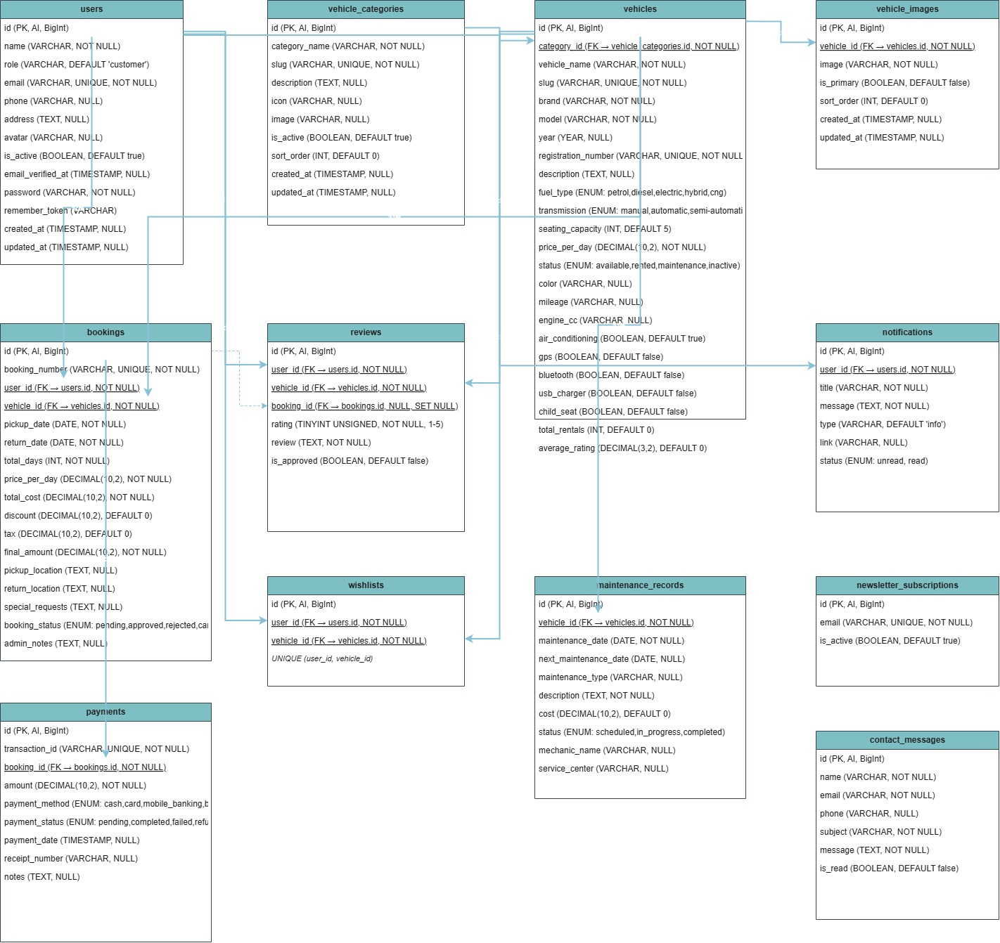 users
id (PK, AI, BigInt)
name (VARCHAR, NOT NULL)
role (VARCHAR, DEFAULT 'customer')
email (VARCHAR, UNIQUE, NOT NULL)
phone (VARCHAR, NULL)
address (TEXT, NULL)
avatar (VARCHAR, NULL)
is_active (BOOLEAN, DEFAULT true)
email_verified_at (TIMESTAMP, NULL)
password (VARCHAR, NOT NULL)
remember_token (VARCHAR)
created_at (TIMESTAMP, NULL)
updated_at (TIMESTAMP, NULL)
vehicle_categories
id (PK, AI, BigInt)
category_name (VARCHAR, NOT NULL)
slug (VARCHAR, UNIQUE, NOT NULL)
description (TEXT, NULL)
icon (VARCHAR, NULL)
image (VARCHAR, NULL)
is_active (BOOLEAN, DEFAULT true)
sort_order (INT, DEFAULT 0)
created_at (TIMESTAMP, NULL)
updated_at (TIMESTAMP, NULL)
vehicles
id (PK, AI, BigInt)
category_id (FK → vehicle_categories.id, NOT NULL)
vehicle_name (VARCHAR, NOT NULL)
slug (VARCHAR, UNIQUE, NOT NULL)
brand (VARCHAR, NOT NULL)
model (VARCHAR, NOT NULL)
year (YEAR, NULL)
registration_number (VARCHAR, UNIQUE, NOT NULL
description (TEXT, NULL)
fuel_type (ENUM: petrol,diesel,electric,hybrid,cng)
transmission (ENUM: manual,automatic,semi-automati
seating_capacity (INT, DEFAULT 5)
price_per_day (DECIMAL(10,2), NOT NULL)
status (ENUM: available,rented,maintenance,inactive)
color (VARCHAR, NULL)
mileage (VARCHAR, NULL)
engine_cc (VARCHAR, NULL)
air_conditioning (BOOLEAN, DEFAULT true)
gps (BOOLEAN, DEFAULT false)
bluetooth (BOOLEAN, DEFAULT false)
usb_charger (BOOLEAN, DEFAULT false)
child_seat (BOOLEAN, DEFAULT false)
total_rentals (INT, DEFAULT 0)
average_rating (DECIMAL(3,2), DEFAULT 0)
vehicle_images
id (PK, AI, BigInt)
vehicle_id (FK → vehicles.id, NOT NULL)
image (VARCHAR, NOT NULL)
is_primary (BOOLEAN, DEFAULT false)
sort_order (INT, DEFAULT 0)
created_at (TIMESTAMP, NULL)
updated_at (TIMESTAMP, NULL)
bookings
id (PK, AI, BigInt)
booking_number (VARCHAR, UNIQUE, NOT NULL)
user_id (FK → users.id, NOT NULL)
vehicle_id (FK → vehicles.id, NOT NULL)
pickup_date (DATE, NOT NULL)
return_date (DATE, NOT NULL)
total_days (INT, NOT NULL)
price_per_day (DECIMAL(10,2), NOT NULL)
total_cost (DECIMAL(10,2), NOT NULL)
discount (DECIMAL(10,2), DEFAULT 0)
tax (DECIMAL(10,2), DEFAULT 0)
final_amount (DECIMAL(10,2), NOT NULL)
pickup_location (TEXT, NULL)
return_location (TEXT, NULL)
special_requests (TEXT, NULL)
booking_status (ENUM: pending,approved,rejected,ca
admin_notes (TEXT, NULL)
reviews
id (PK, AI, BigInt)
user_id (FK → users.id, NOT NULL)
vehicle_id (FK → vehicles.id, NOT NULL)
booking_id (FK → bookings.id, NULL, SET NULL)
rating (TINYINT UNSIGNED, NOT NULL, 1-5)
review (TEXT, NOT NULL)
is_approved (BOOLEAN, DEFAULT false)
notifications
id (PK, AI, BigInt)
user_id (FK → users.id, NOT NULL)
title (VARCHAR, NOT NULL)
message (TEXT, NOT NULL)
type (VARCHAR, DEFAULT 'info')
link (VARCHAR, NULL)
status (ENUM: unread, read)
wishlists
id (PK, AI, BigInt)
user_id (FK → users.id, NOT NULL)
vehicle_id (FK → vehicles.id, NOT NULL)
UNIQUE (user_id, vehicle_id)
maintenance_records
id (PK, AI, BigInt)
vehicle_id (FK → vehicles.id, NOT NULL)
maintenance_date (DATE, NOT NULL)
next_maintenance_date (DATE, NULL)
maintenance_type (VARCHAR, NULL)
description (TEXT, NOT NULL)
cost (DECIMAL(10,2), DEFAULT 0)
status (ENUM: scheduled,in_progress,completed)
mechanic_name (VARCHAR, NULL)
service_center (VARCHAR, NULL)
newsletter_subscriptions
id (PK, AI, BigInt)
email (VARCHAR, UNIQUE, NOT NULL)
is_active (BOOLEAN, DEFAULT true)
payments
id (PK, AI, BigInt)
transaction_id (VARCHAR, UNIQUE, NOT NULL)
booking_id (FK → bookings.id, NOT NULL)
amount (DECIMAL(10,2), NOT NULL)
payment_method (ENUM: cash,card,mobile_banking,b
payment_status (ENUM: pending,completed,failed,refu
payment_date (TIMESTAMP, NULL)
receipt_number (VARCHAR, NULL)
notes (TEXT, NULL)
contact_messages
id (PK, AI, BigInt)
name (VARCHAR, NOT NULL)
email (VARCHAR, NOT NULL)
phone (VARCHAR, NULL)
subject (VARCHAR, NOT NULL)
message (TEXT, NOT NULL)
is_read (BOOLEAN, DEFAULT false)